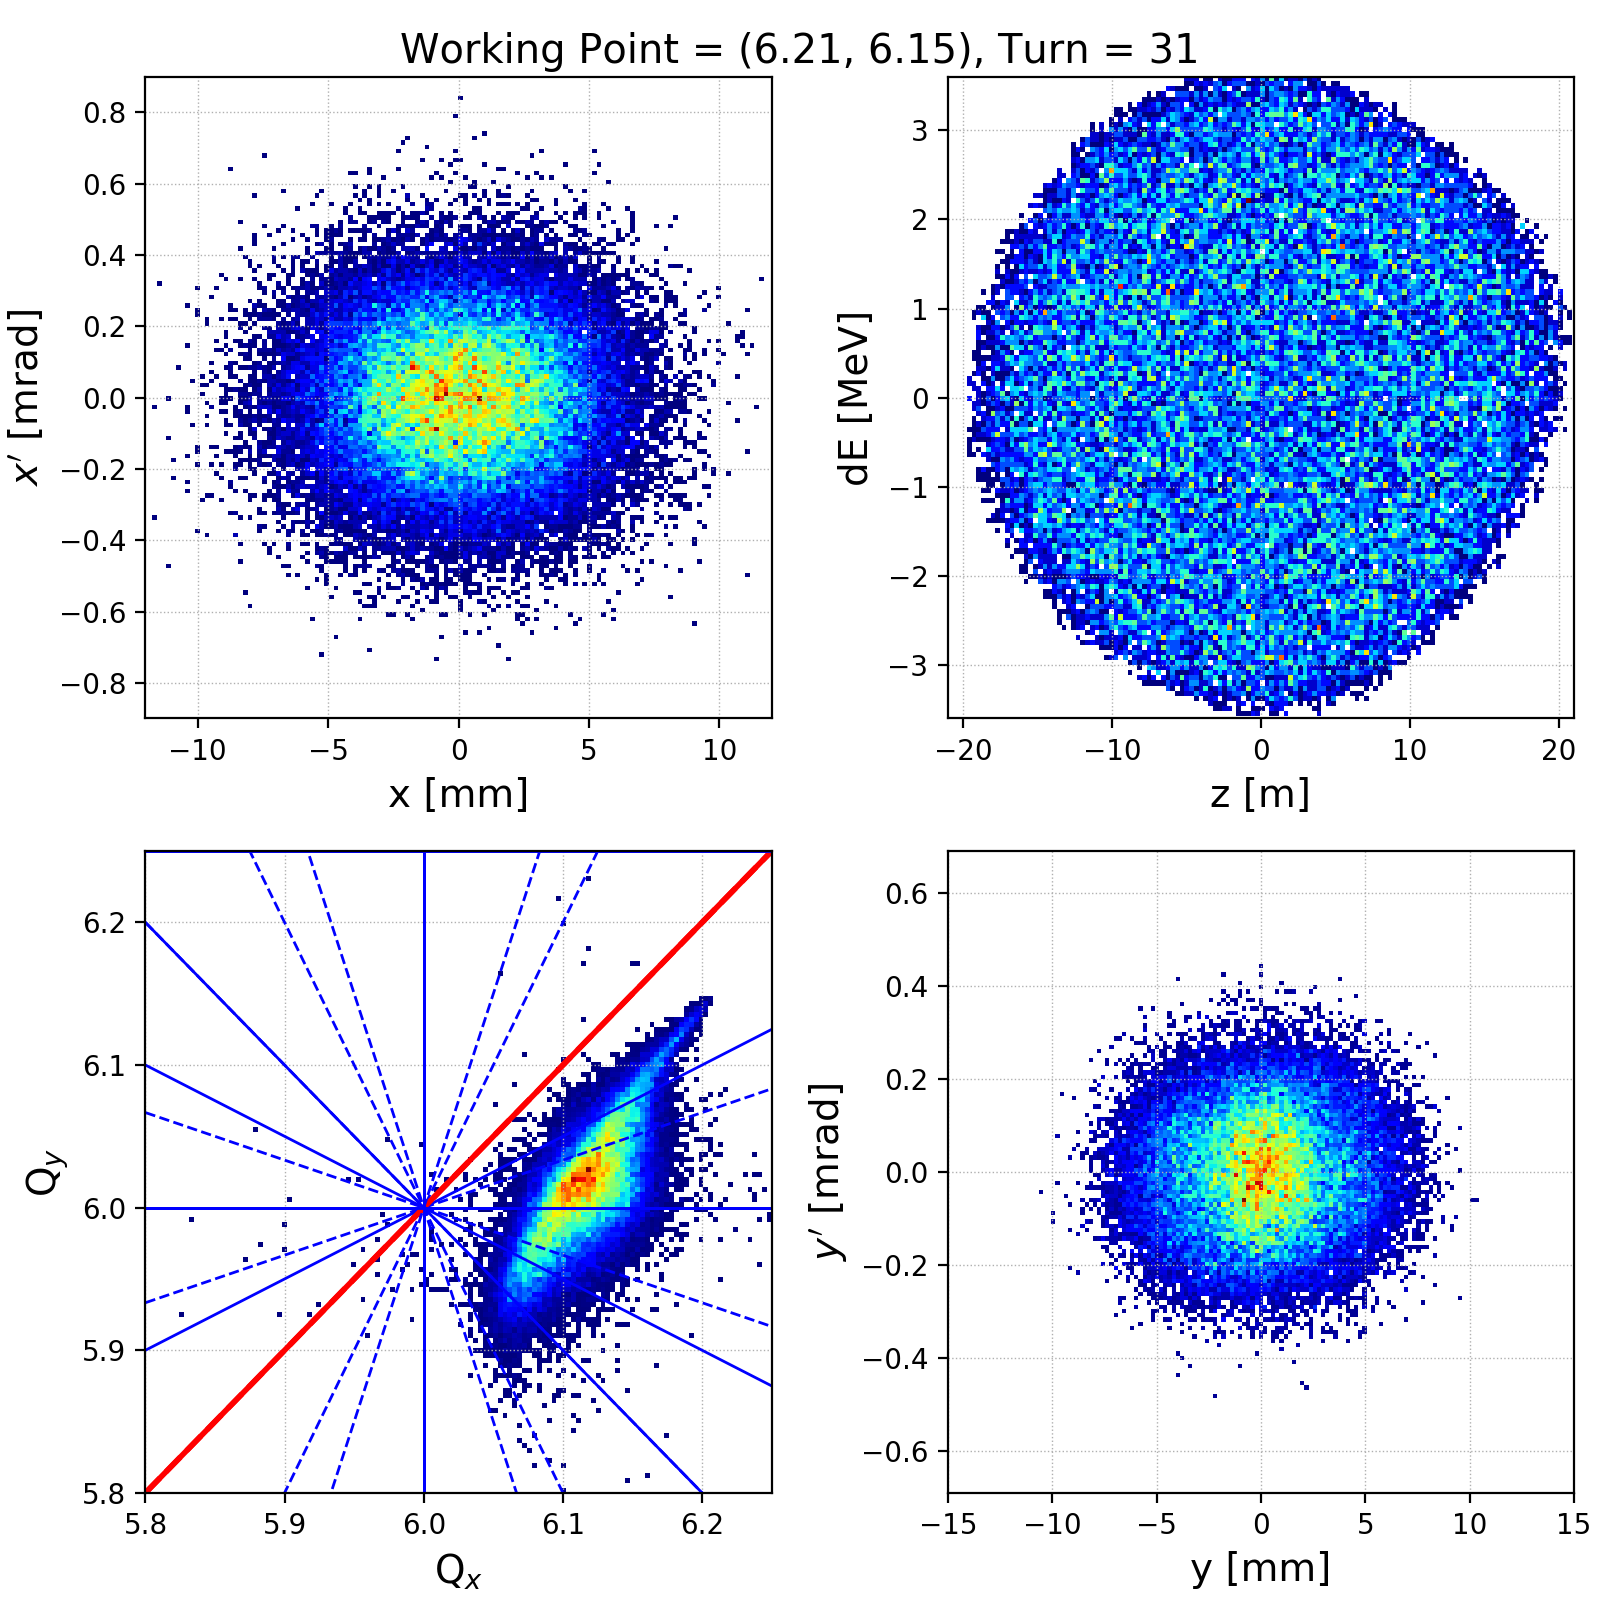 Working Point = (6.21, 6.15), Turn = 31
0.8
0.6
0.4
0.2
0.0
−0.2
−0.4
−0.6
−0.8
x′ [mrad]
−10 −5 0 5 10
x [mm]
3
2
1
0
−1
−2
−3
dE [MeV]
−20 −10 0 10 20
z [m]
6.2
6.1
6.0
5.9
5.8
Qy
5.8 5.9 6.0 6.1 6.2
Qx
0.6
0.4
0.2
0.0
−0.2
−0.4
−0.6
y′ [mrad]
−15 −10 −5 0 5 10 15
y [mm]